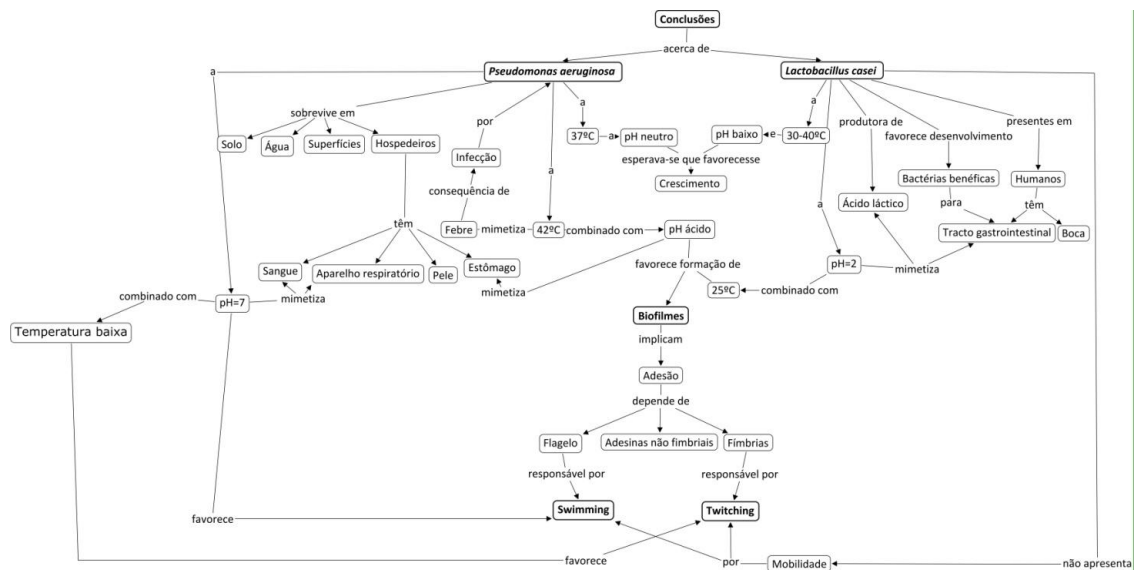 Conclusões
acerca de
a
Pseudomonas aeruginosa
Lactobacillus casei
sobrevive em
por
a
a
produtora de
presentes em
favorece desenvolvimento
Solo
Água
Superfícies
Hospedeiros
37ºC
a
pH neutro
pH baixo
e
30-40ºC
Infecção
esperava-se que favorecesse
a
Crescimento
Bactérias benéficas
Humanos
consequência de
a
Ácido láctico
para
têm
têm
Febre
mimetiza
42ºC
combinado com
pH ácido
Tracto gastrointestinal
Boca
Sangue
Aparelho respiratório
Pele
Estômago
favorece formação de
pH=2
mimetiza
combinado com
pH=7
mimetiza
mimetiza
25ºC
combinado com
Biofilmes
Temperatura baixa
implicam
Adesão
depende de
Flagelo
Adesinas não fimbriais
Fímbrias
responsável por
responsável por
Swimming
Twitching
favorece
favorece
por
Mobilidade
não apresenta